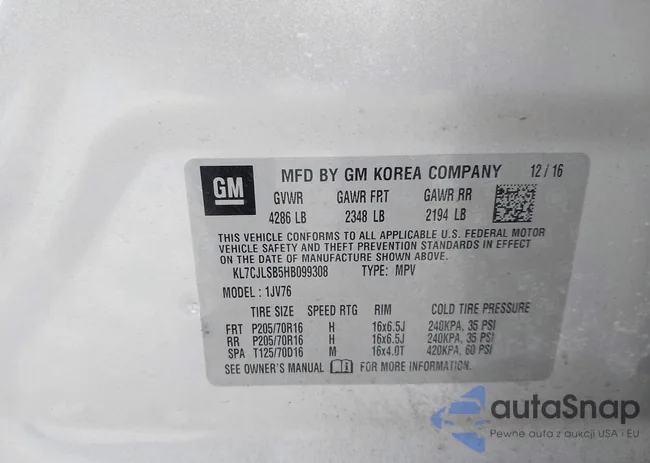 GM
MFD BY GM KOREA COMPANY 12/16
GVWR GAWR FRT GAWR RR
4286 LB 2348 LB 2194 LB
THIS VEHICLE CONFORMS TO ALL APPLICABLE U.S. FEDERAL MOTOR
VEHICLE SAFETY AND THEFT PREVENTION STANDARDS IN EFFECT
ON THE DATE OF MANUFACTURE SHOWN ABOVE.
KL7CJLSB5HB099308 TYPE: MPV
MODEL: 1JV76
TIRE SIZE SPEED RTG RIM COLD TIRE PRESSURE
FRT P205/70R16 H 16x6.5J 240KPA, 35 PSI
RR P205/70R16 H 16x6.5J 240KPA, 35 PSI
SPA T125/70D16 M 16x4.0T 420KPA, 60 PSI
SEE OWNER'S MANUAL FOR MORE INFORMATION.
autaSnap
Pewne auta z aukcji USA i EU